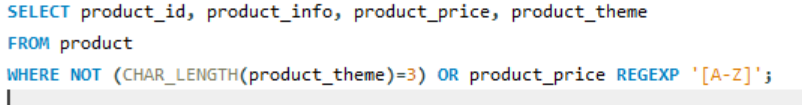 SELECT product_id, product_info, product_price, product_theme
FROM product
WHERE NOT (CHAR_LENGTH(product_theme)=3) OR product_price REGEXP '[A-Z]';